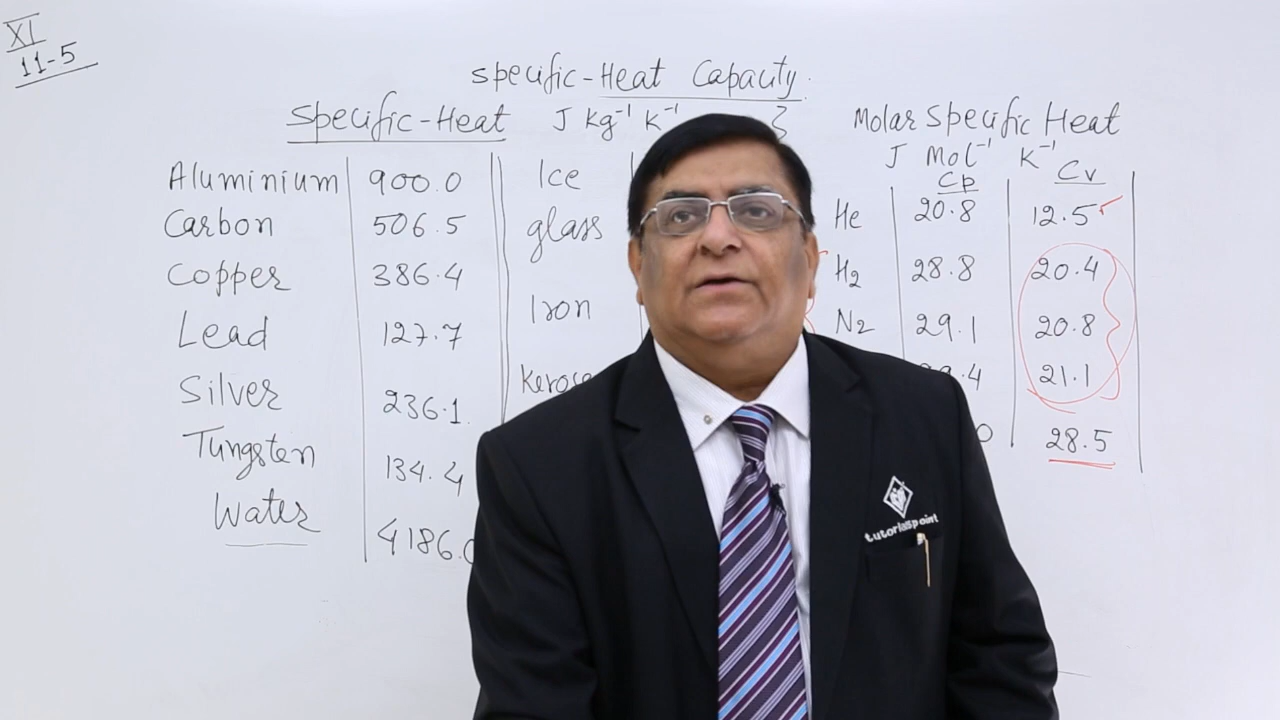 XI
11-5
Specific-Heat Capacity
Specific-Heat J Kg⁻¹ K⁻¹ }
Molar Specific Heat
J Mol⁻¹ K⁻¹
Cp Cv
Aluminium 900.0
Carbon 506.5
Copper 386.4
Lead 127.7
Silver 236.1
Tungsten 134.4
Water 4186.0
Ice
glass
Iron
He 20.8 12.5 ✓
H₂ 28.8 20.4
N₂ 29.1 20.8
21.1
28.5
tutorialspoint